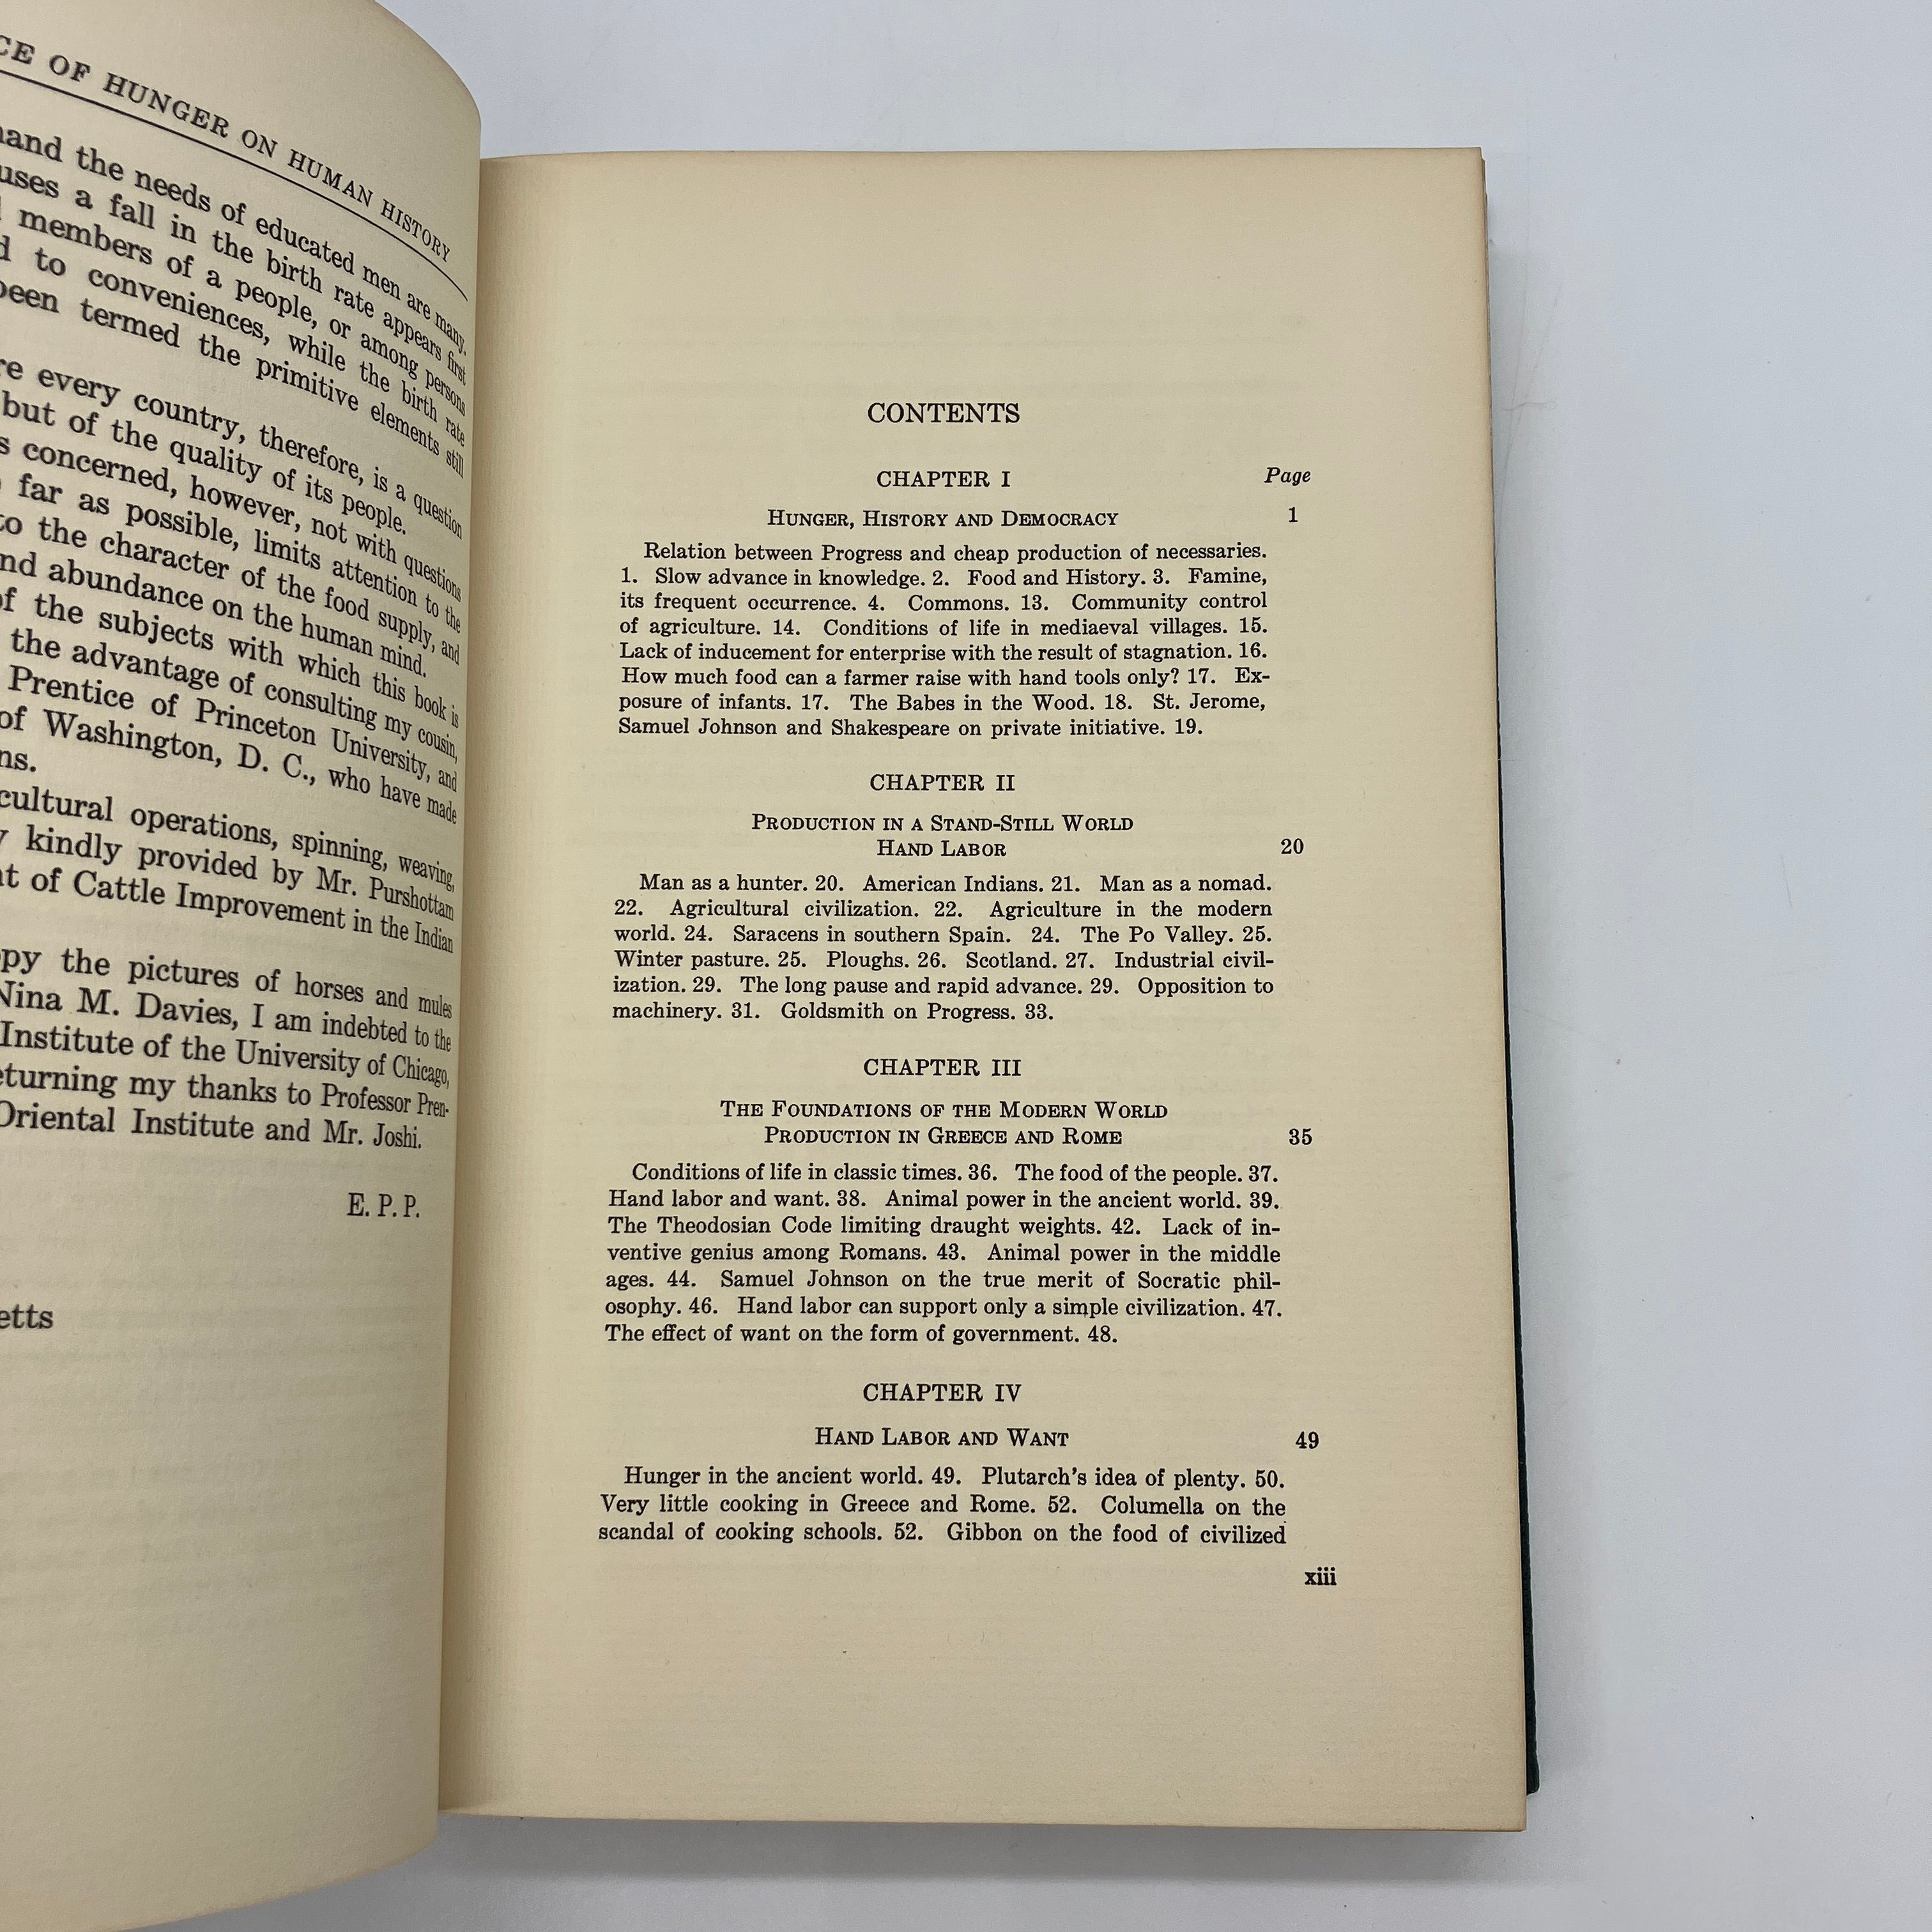 OF HUNGER ON HUMAN HISTORY
the needs of educated men are many.
a fall in the birth rate appears first
members of a people, or among persons
to conveniences, while the birth rate
been termed the primitive elements still
every country, therefore, is a question
but of the quality of its people.
concerned, however, not with questions
far as possible, limits attention to the
to the character of the food supply, and
abundance on the human mind.
of the subjects with which this book is
the advantage of consulting my cousin,
Prentice of Princeton University, and
of Washington, D. C., who have made
operations, spinning, weaving,
kindly provided by Mr. Purshottam
of Cattle Improvement in the Indian
the pictures of horses and mules
Nina M. Davies, I am indebted to the
Institute of the University of Chicago,
my thanks to Professor Pren-
Oriental Institute and Mr. Joshi.
E. P. P.
CONTENTS
CHAPTER I Page
HUNGER, HISTORY AND DEMOCRACY 1
Relation between Progress and cheap production of necessaries.
1. Slow advance in knowledge. 2. Food and History. 3. Famine,
its frequent occurrence. 4. Commons. 13. Community control
of agriculture. 14. Conditions of life in mediaeval villages. 15.
Lack of inducement for enterprise with the result of stagnation. 16.
How much food can a farmer raise with hand tools only? 17. Ex-
posure of infants. 17. The Babes in the Wood. 18. St. Jerome,
Samuel Johnson and Shakespeare on private initiative. 19.
CHAPTER II
PRODUCTION IN A STAND-STILL WORLD
HAND LABOR 20
Man as a hunter. 20. American Indians. 21. Man as a nomad.
22. Agricultural civilization. 22. Agriculture in the modern
world. 24. Saracens in southern Spain. 24. The Po Valley. 25.
Winter pasture. 25. Ploughs. 26. Scotland. 27. Industrial civil-
ization. 29. The long pause and rapid advance. 29. Opposition to
machinery. 31. Goldsmith on Progress. 33.
CHAPTER III
THE FOUNDATIONS OF THE MODERN WORLD
PRODUCTION IN GREECE AND ROME 35
Conditions of life in classic times. 36. The food of the people. 37.
Hand labor and want. 38. Animal power in the ancient world. 39.
The Theodosian Code limiting draught weights. 42. Lack of in-
ventive genius among Romans. 43. Animal power in the middle
ages. 44. Samuel Johnson on the true merit of Socratic phil-
osophy. 46. Hand labor can support only a simple civilization. 47.
The effect of want on the form of government. 48.
CHAPTER IV
HAND LABOR AND WANT 49
Hunger in the ancient world. 49. Plutarch's idea of plenty. 50.
Very little cooking in Greece and Rome. 52. Columella on the
scandal of cooking schools. 52. Gibbon on the food of civilized
xiii